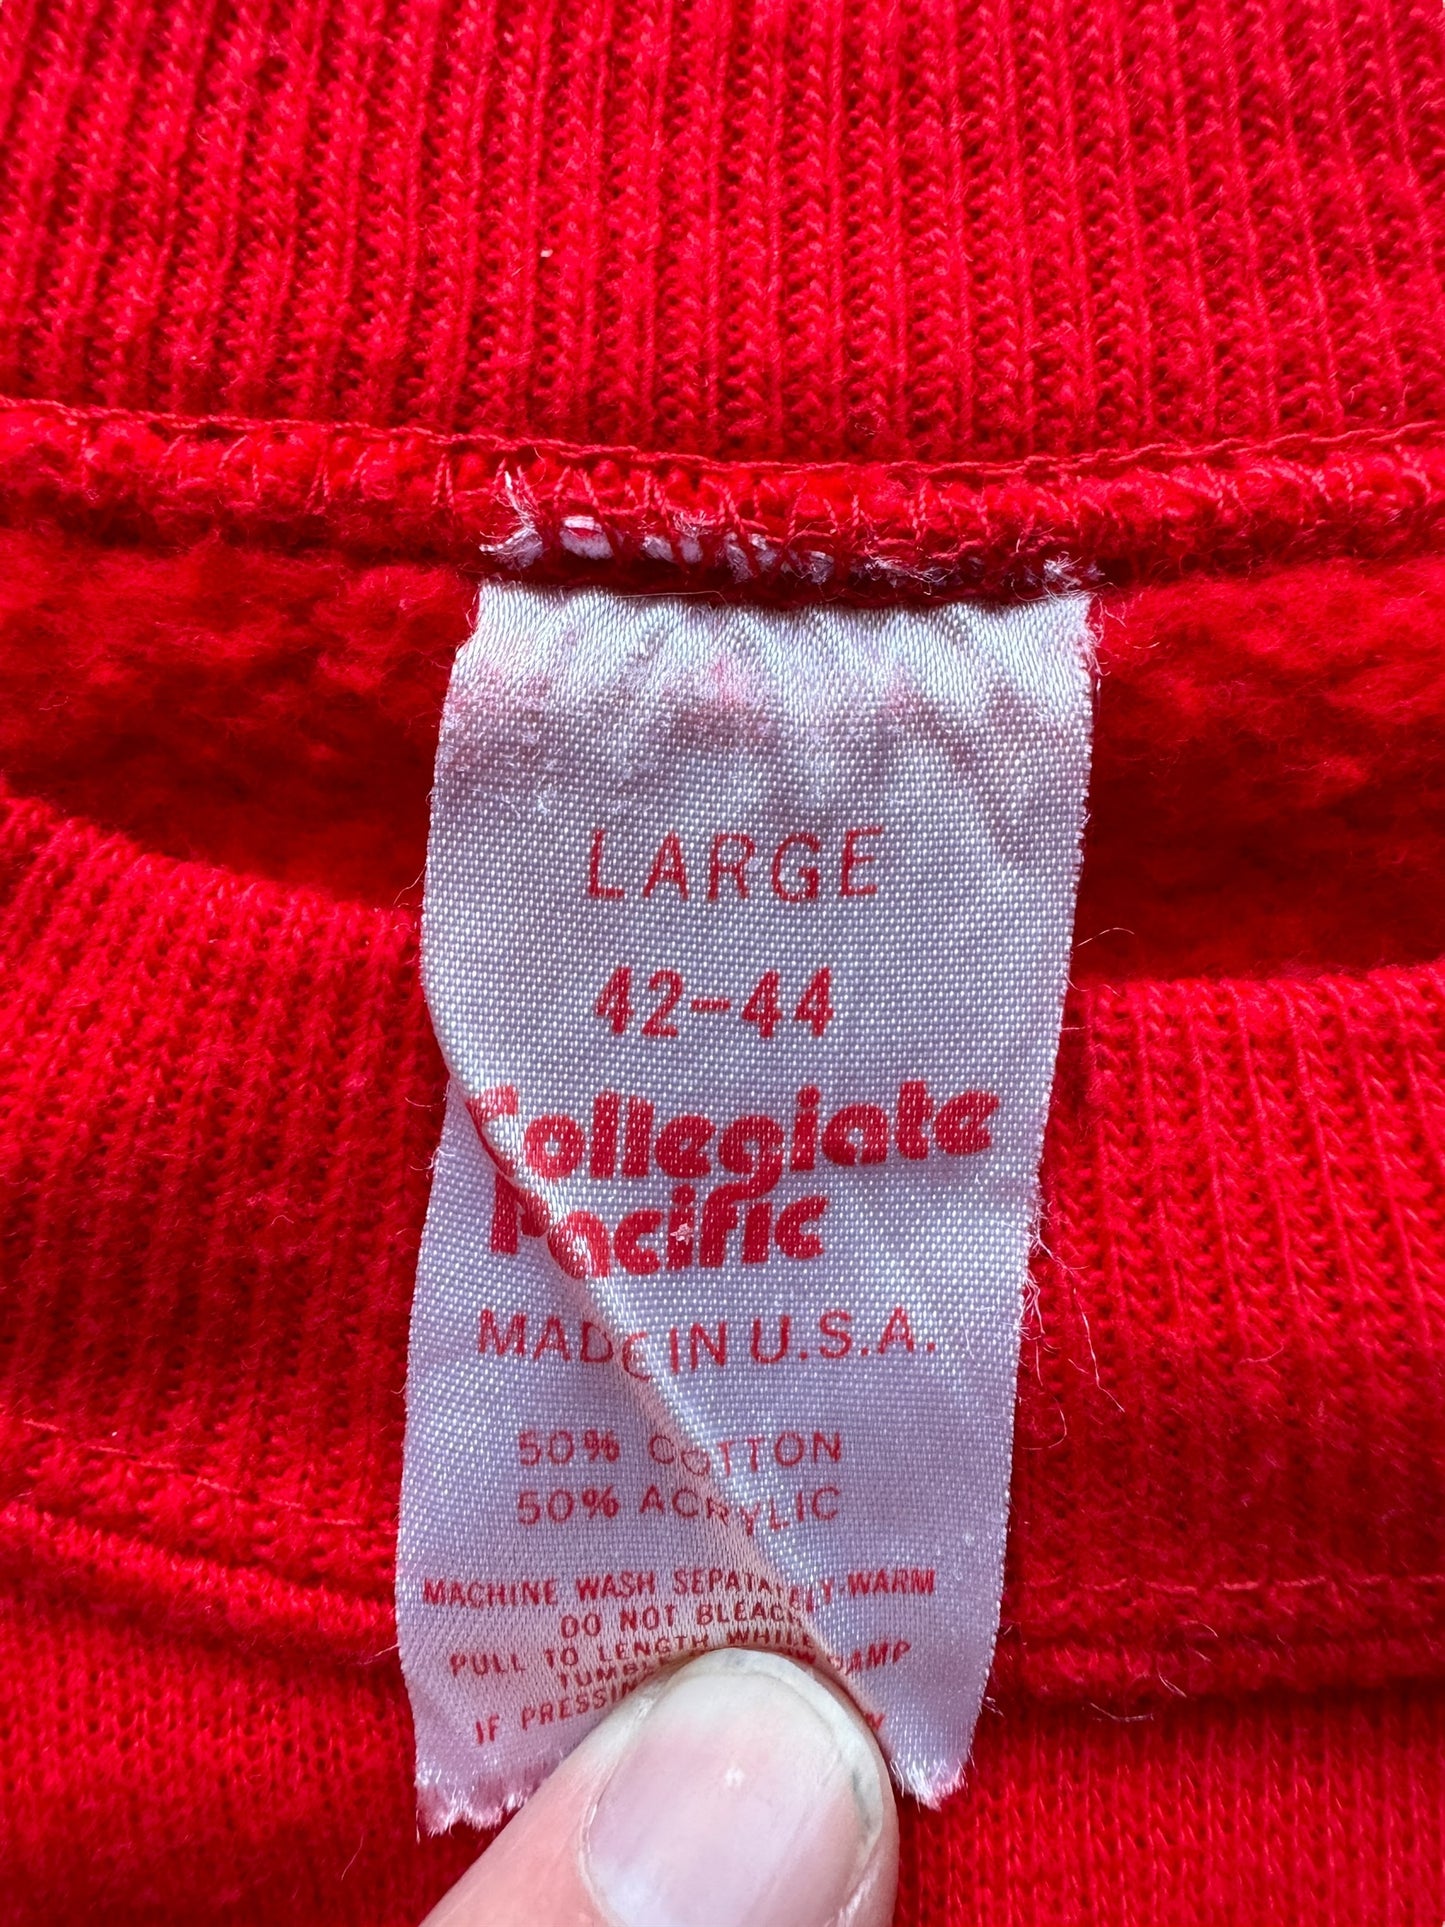 LARGE
42-44
Collegiate
Pacific
MADE IN U.S.A.
50% COTTON
50% ACRYLIC
MACHINE WASH SEPARATELY-WARM
DO NOT BLEACH
PULL TO LENGTH WHILE DAMP
IF